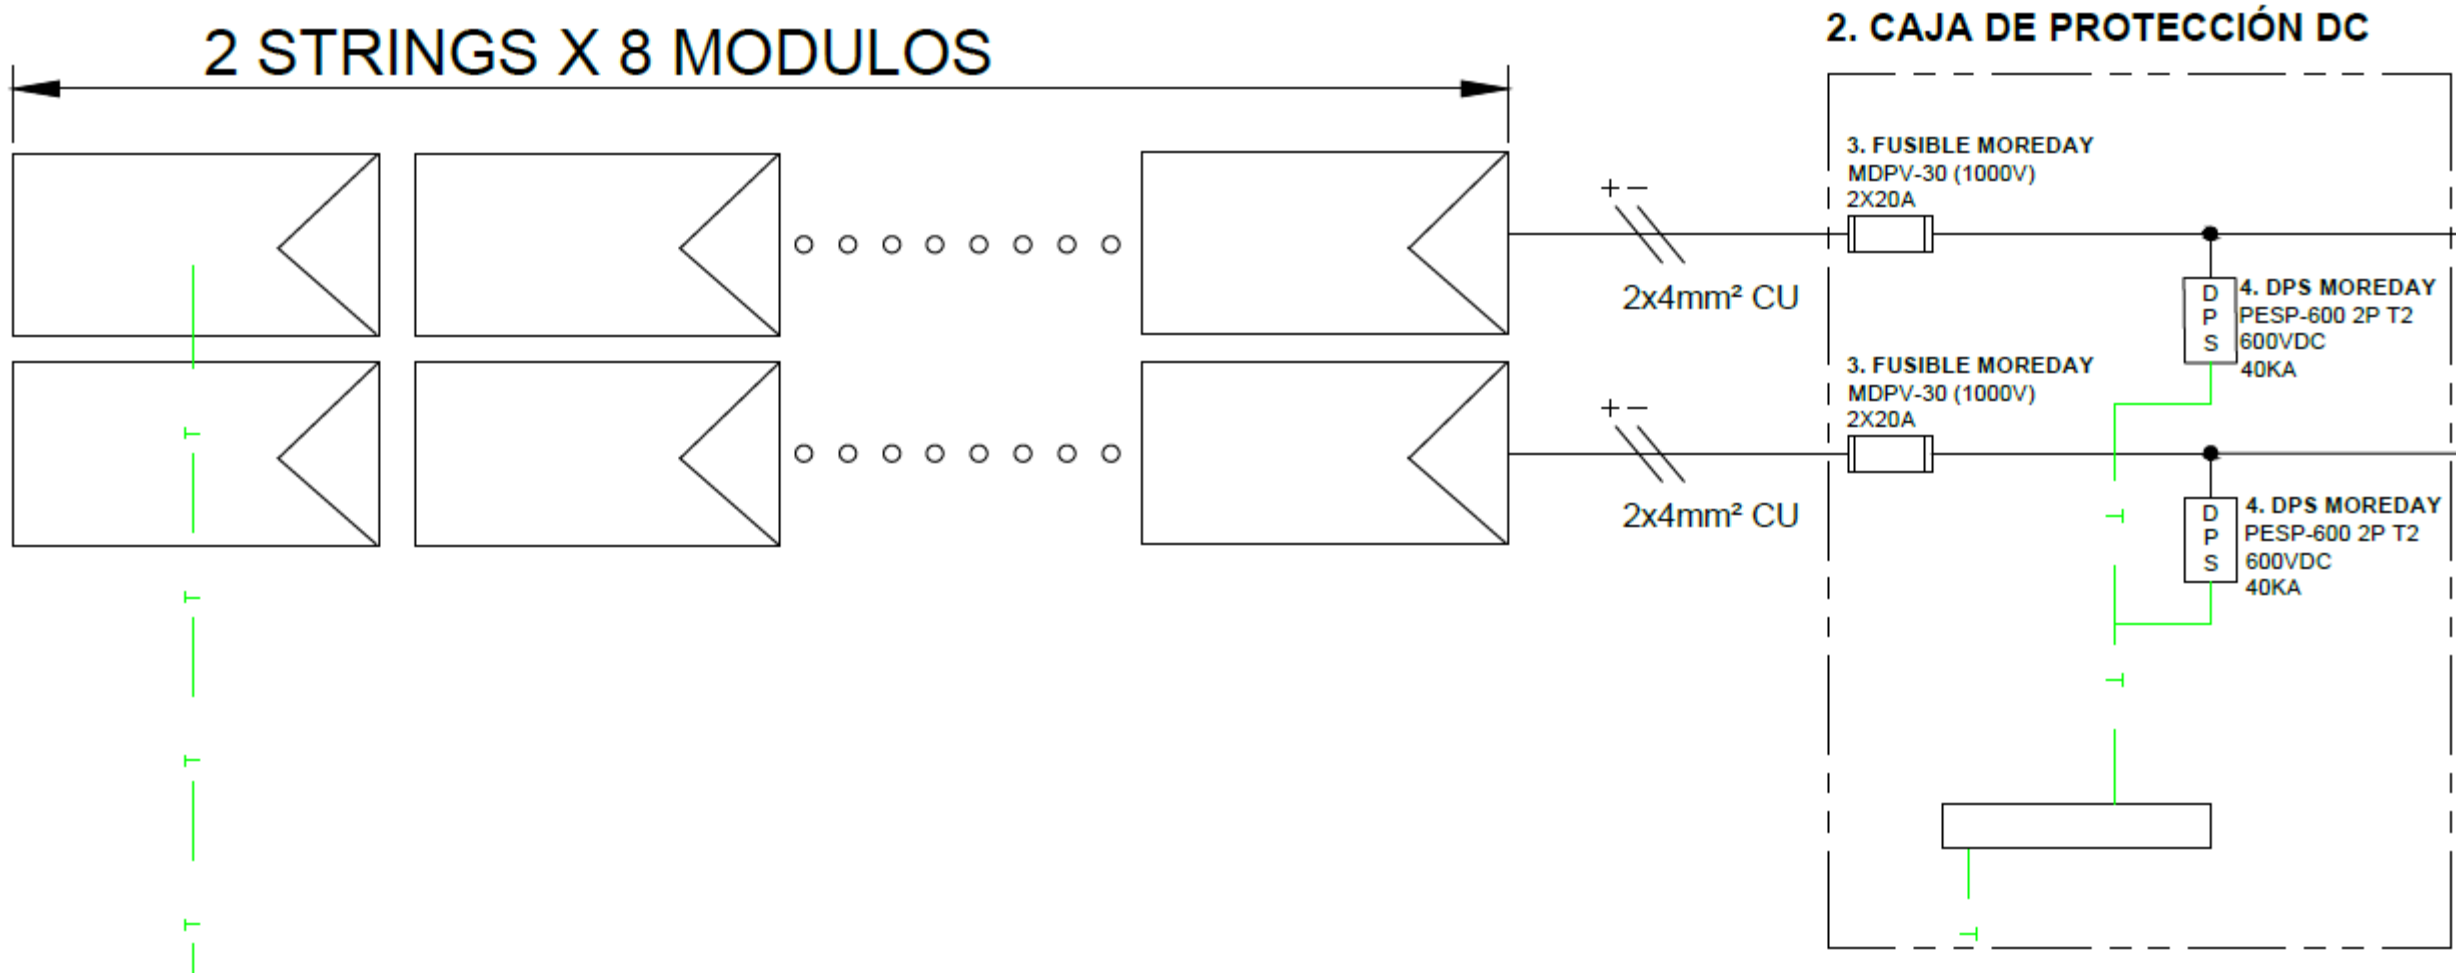 2 STRINGS X 8 MODULOS
2. CAJA DE PROTECCIÓN DC
3. FUSIBLE MOREDAY
MDPV-30 (1000V)
2X20A
+ −
2x4mm² CU
D
P
S
4. DPS MOREDAY
PESP-600 2P T2
600VDC
40KA
3. FUSIBLE MOREDAY
MDPV-30 (1000V)
2X20A
+ −
2x4mm² CU
D
P
S
4. DPS MOREDAY
PESP-600 2P T2
600VDC
40KA
T
T
T
T
T
T
T